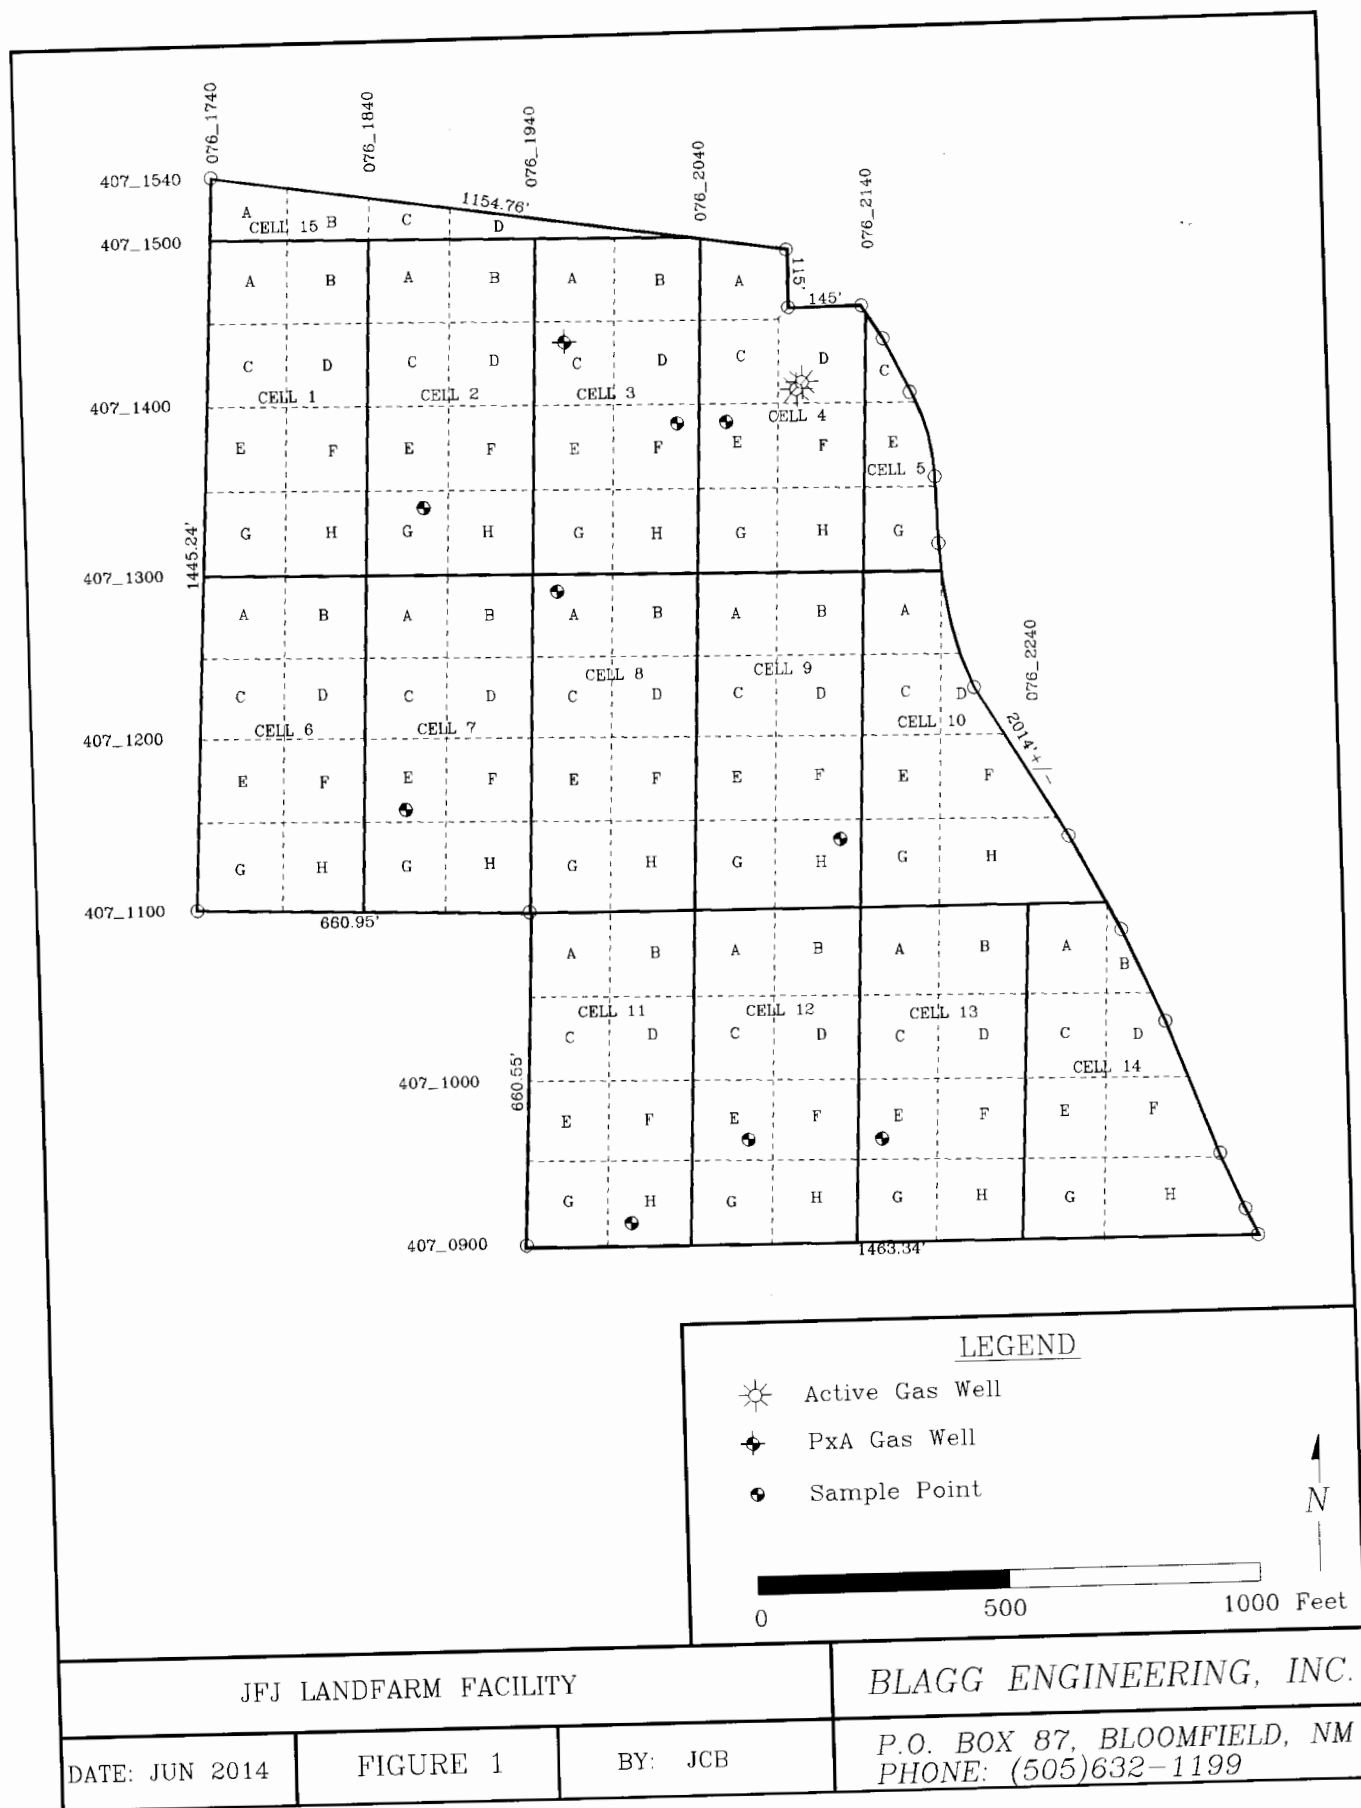 076_1740
076_1840
076_1940
076_2040
076_2140
407_1540
1154.76'
A B C D
CELL 15
407_1500
115'
145'
A B A B A B A
C D C D C D C D C
CELL 1 CELL 2 CELL 3 CELL 4
407_1400
E F E F E F E F E
CELL 5
G H G H G H G H G
1445.24'
407_1300
A B A B A B A B A
076_2240
CELL 8 CELL 9
C D C D C D C D C D
CELL 6 CELL 7 CELL 10
2014'+/-
407_1200
E F E F E F E F E F
G H G H G H G H G H
407_1100
660.95'
A B A B A B A B
CELL 11 CELL 12 CELL 13
C D C D C D C D
CELL 14
660.55'
407_1000
E F E F E F E F
G H G H G H G H
407_0900
1463.34'
LEGEND
Active Gas Well
PxA Gas Well
Sample Point
N
0 500 1000 Feet
JFJ LANDFARM FACILITY
BLAGG ENGINEERING, INC.
DATE: JUN 2014
FIGURE 1
BY: JCB
P.O. BOX 87, BLOOMFIELD, NM
PHONE: (505)632-1199